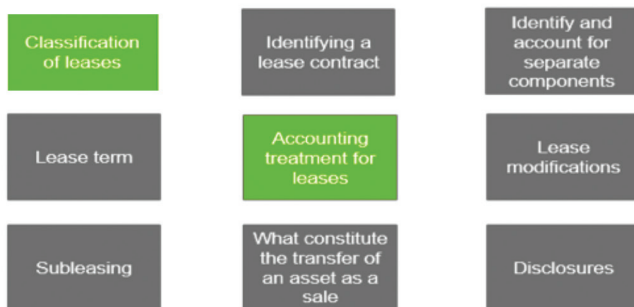 Classification
of leases
Identifying a
lease contract
Identify and
account for
separate
components
Lease term
Accounting
treatment for
leases
Lease
modifications
Subleasing
What constitute
the transfer of
an asset as a
sale
Disclosures